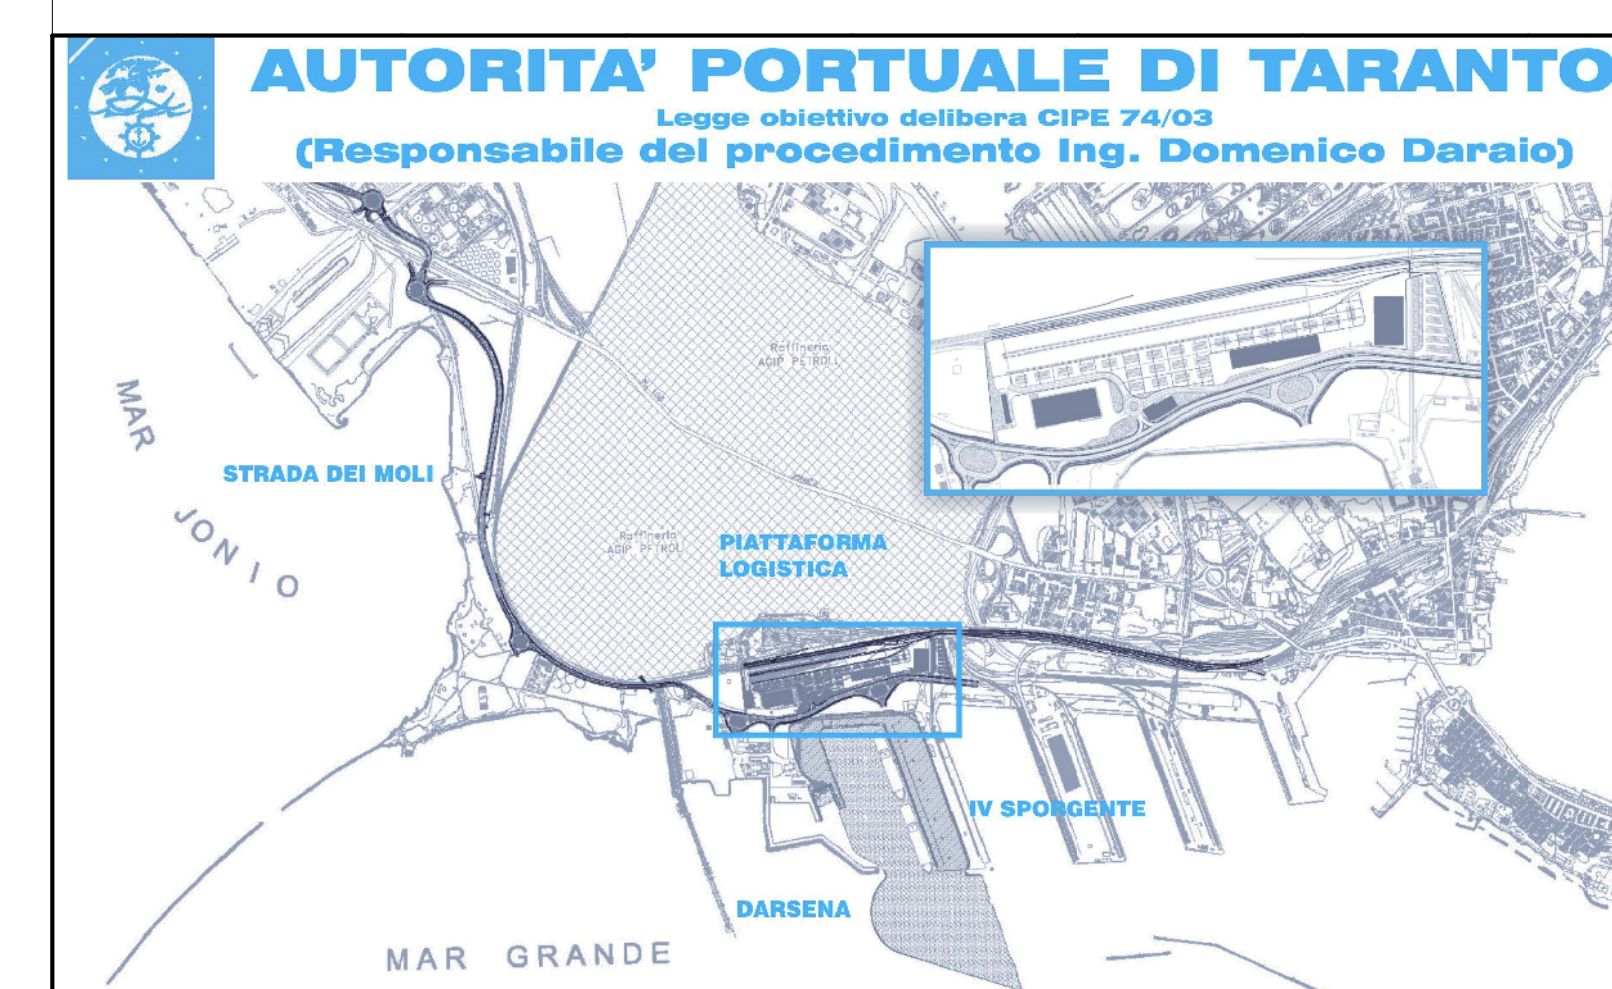 AUTORITA' PORTUALE DI TARANTO
Legge obiettivo delibera CIPE 74/03
(Responsabile del procedimento Ing. Domenico Daraio)
Raffineria
AGIP PETROLI
MAR
JONIO
STRADA DEI MOLI
Raffineria
AGIP PETROLI
PIATTAFORMA
LOGISTICA
IV SPORGENTE
DARSENA
MAR GRANDE